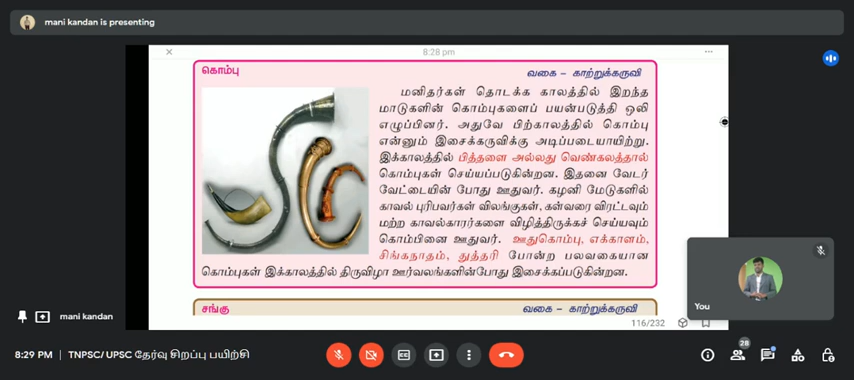 mani kandan is presenting
8:28 pm
கொம்பு
வகை – காற்றுக்கருவி
மனிதர்கள் தொடக்க காலத்தில் இறந்த
மாடுகளின் கொம்புகளைப் பயன்படுத்தி ஒலி
எழுப்பினர். அதுவே பிற்காலத்தில் கொம்பு
என்னும் இசைக்கருவிக்கு அடிப்படையாயிற்று.
இக்காலத்தில் பித்தளை அல்லது வெண்கலத்தால்
கொம்புகள் செய்யப்படுகின்றன. இதனை வேடர்
வேட்டையின் போது ஊதுவர். கழனி மேடுகளில்
காவல் புரிபவர்கள் விலங்குகள், கள்வரை விரட்டவும்
மற்ற காவல்காரர்களை விழித்திருக்கச் செய்யவும்
கொம்பினை ஊதுவர். ஊதுகொம்பு, எக்காளம்,
சிங்கநாதம், துத்தரி போன்ற பலவகையான
கொம்புகள் இக்காலத்தில் திருவிழா ஊர்வலங்களின்போது இசைக்கப்படுகின்றன.
சங்கு
வகை – காற்றுக்கருவி
116/232
You
mani kandan
8:29 PM | TNPSC/ UPSC தேர்வு சிறப்பு பயிற்சி
28